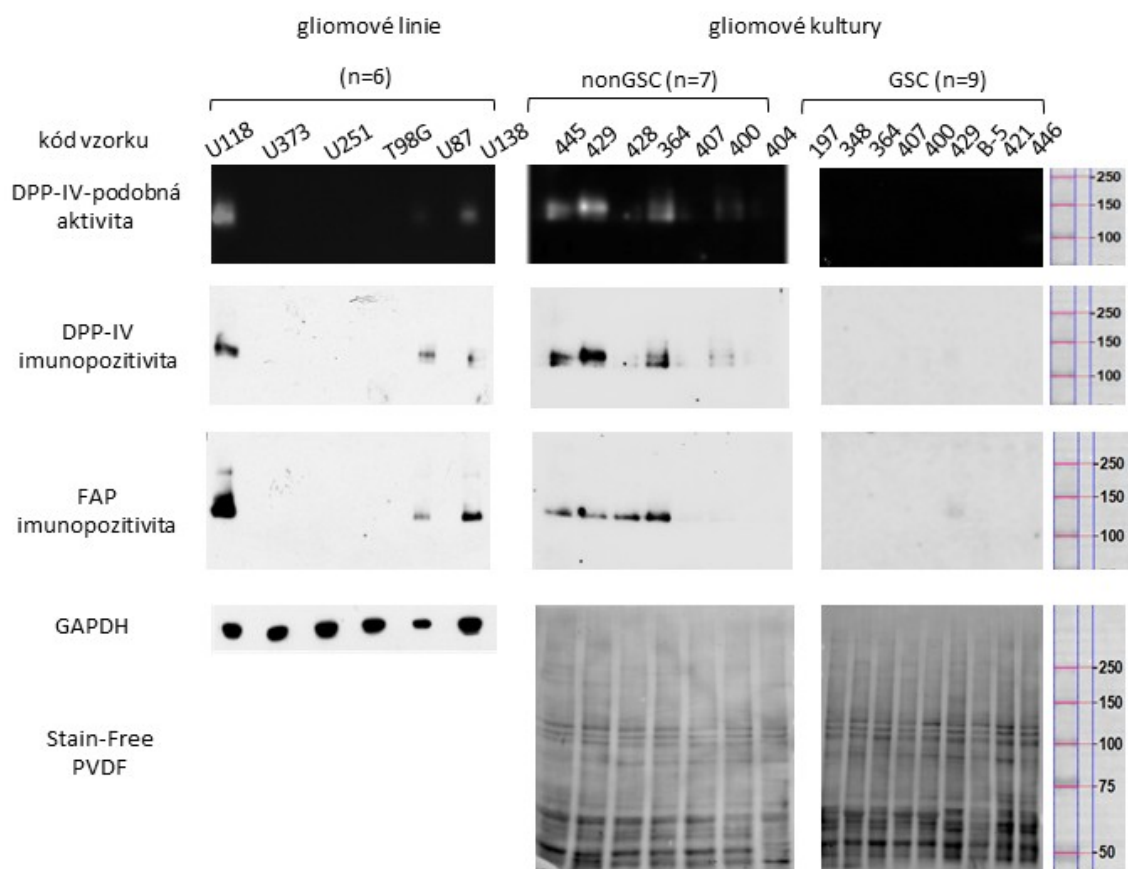 gliomové linie
gliomové kultury
(n=6)
nonGSC (n=7)
GSC (n=9)
kód vzorku
U118
U373
U251
T98G
U87
U138
445
429
428
364
407
400
404
197
348
364
407
400
429
B-5
421
446
DPP-IV-podobná
aktivita
250
150
100
DPP-IV
imunopozitivita
250
150
100
FAP
imunopozitivita
250
150
100
GAPDH
Stain-Free
PVDF
250
150
100
75
50